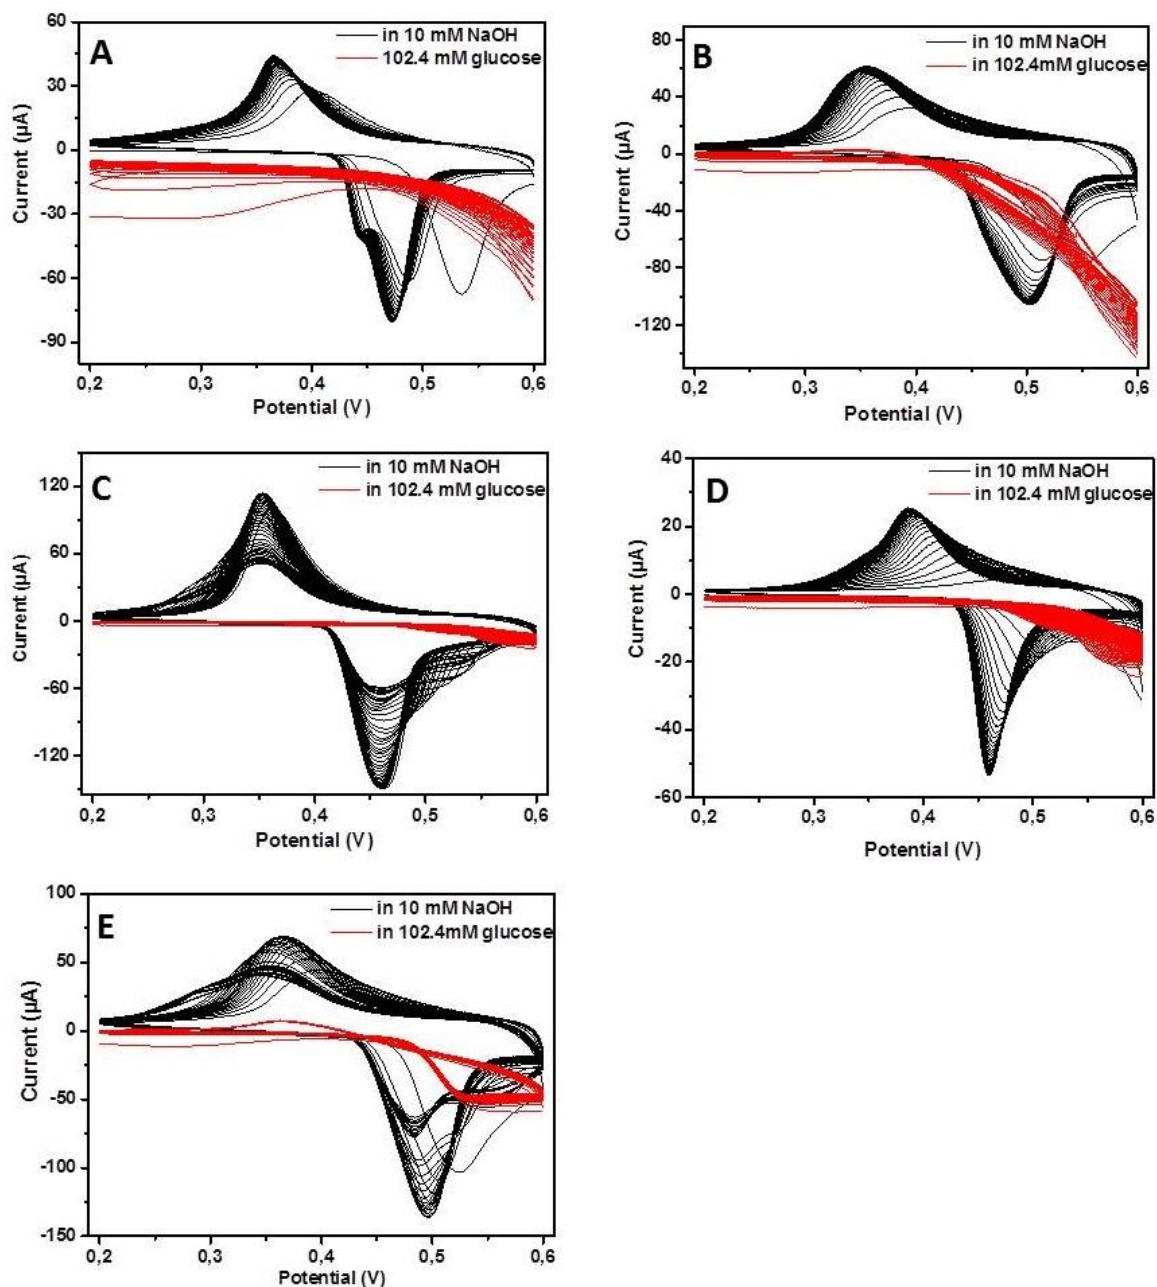 A
in 10 mM NaOH
102.4 mM glucose
60
30
0
-30
-60
-90
Current (µA)
0,2
0,3
0,4
0,5
0,6
Potential (V)
B
in 10 mM NaOH
in 102.4mM glucose
80
40
0
-40
-80
-120
Current (µA)
0,2
0,3
0,4
0,5
0,6
Potential (V)
C
in 10 mM NaOH
in 102.4 mM glucose
120
60
0
-60
-120
Current (µA)
0,2
0,3
0,4
0,5
0,6
Potential (V)
D
in 10 mM NaOH
in 102.4 mM glucose
40
20
0
-20
-40
-60
Current (µA)
0,2
0,3
0,4
0,5
0,6
Potential (V)
E
in 10 mM NaOH
in 102.4mM glucose
100
50
0
-50
-100
-150
Current (µA)
0,2
0,3
0,4
0,5
0,6
Potential (V)